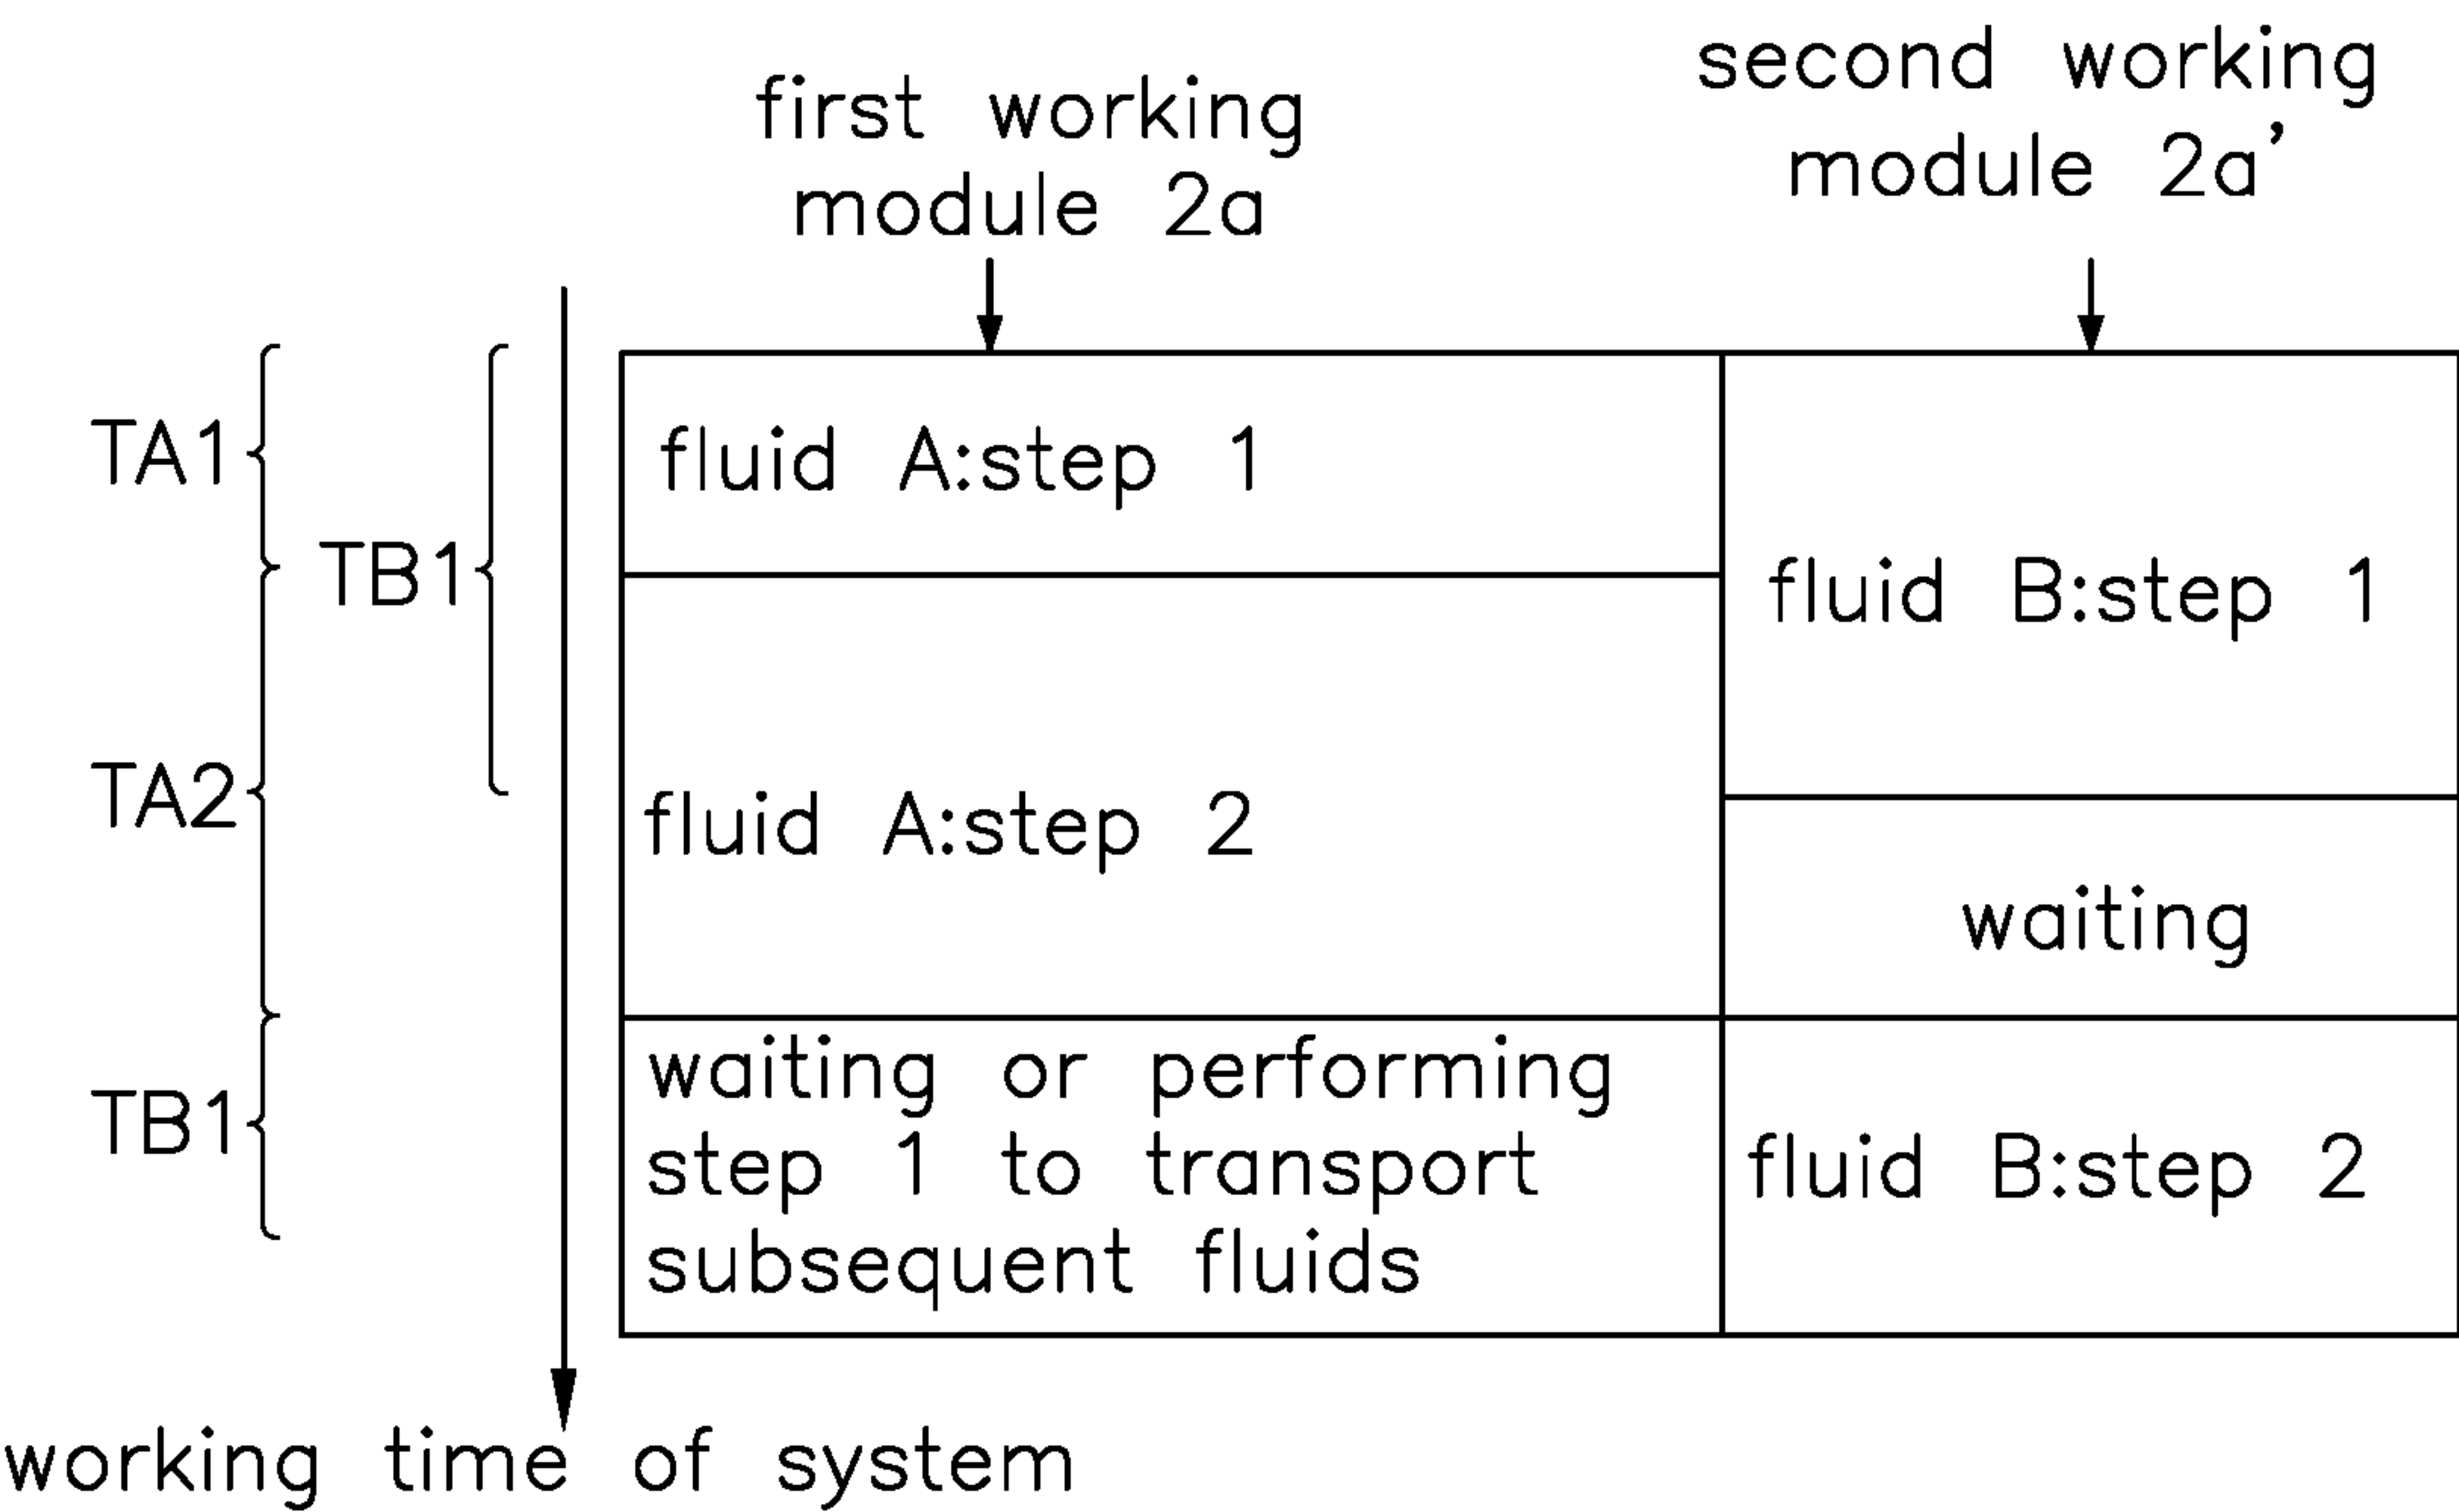 first working
module 2a
second working
module 2a’
TA1
TB1
TA2
TB1
fluid A:step 1
fluid A:step 2
waiting or performing
step 1 to transport
subsequent fluids
fluid B:step 1
waiting
fluid B:step 2
working time of system